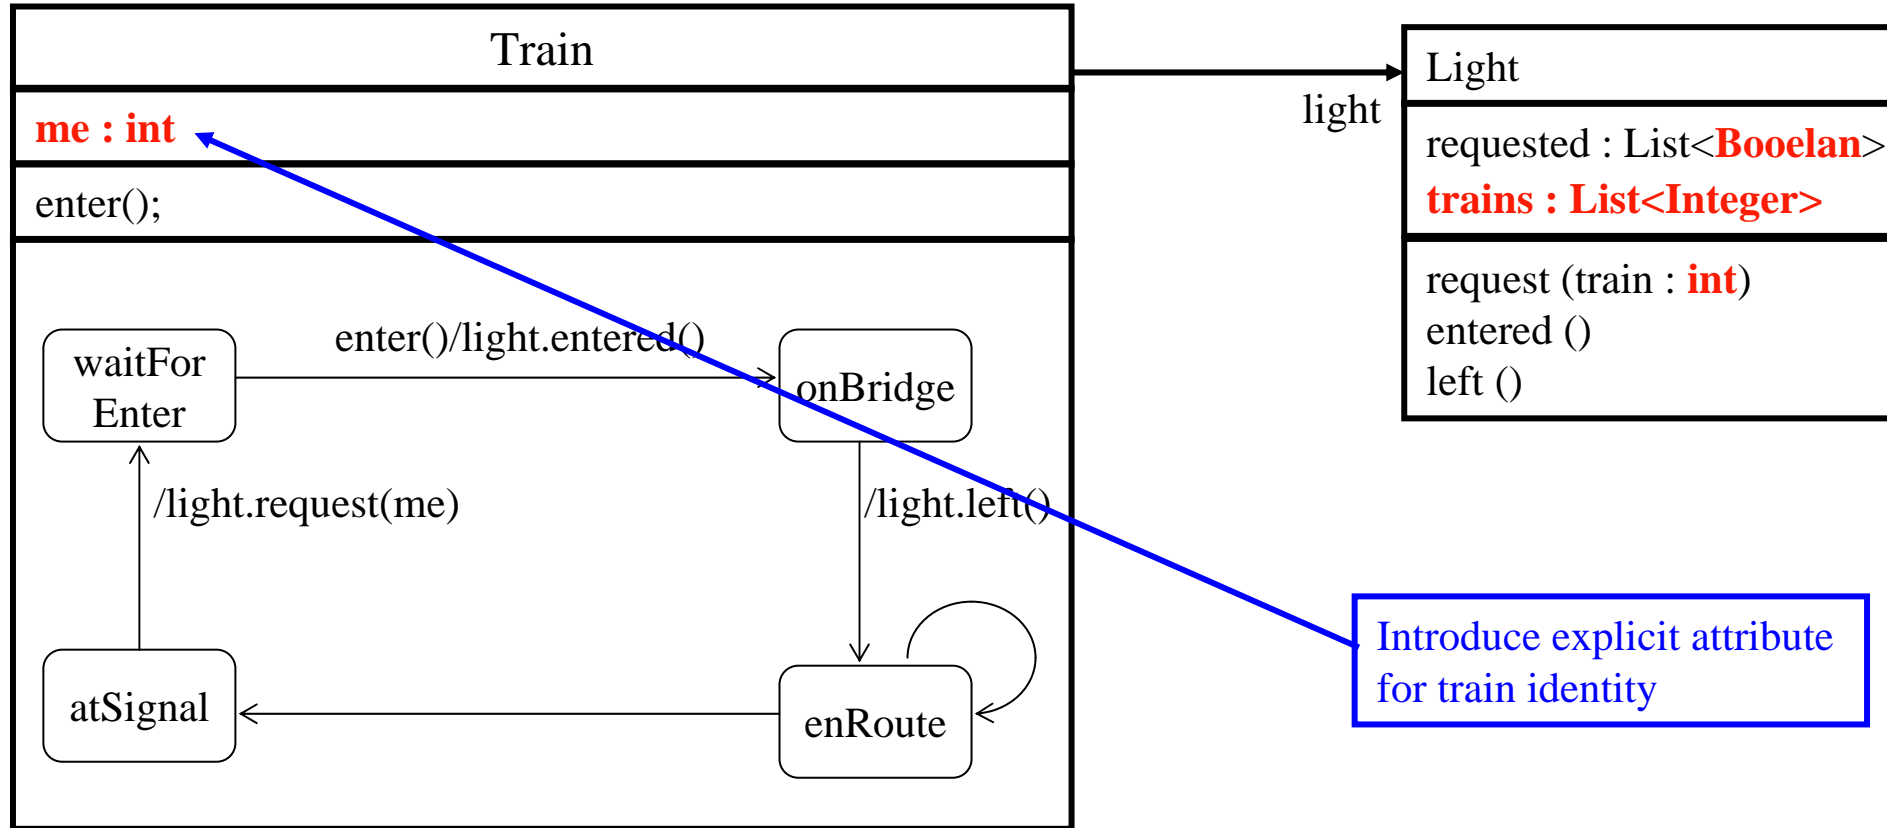 Train
me : int
enter();
waitFor
Enter
enter()/light.entered()
onBridge
/light.request(me)
/light.left()
atSignal
enRoute
light
Light
requested : List<Booelan>
trains : List<Integer>
request (train : int)
entered ()
left ()
Introduce explicit attribute
for train identity